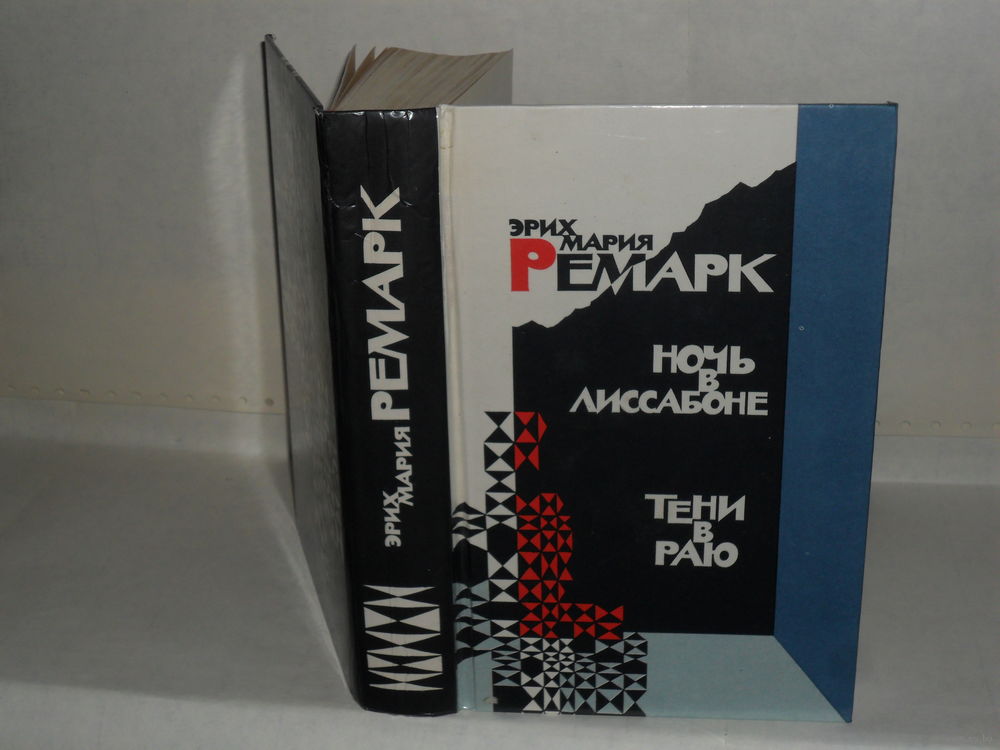 ЭРИХ
МАРИЯ
РЕМАРК
ЭРИХ
МАРИЯ
РЕМАРК
НОЧЬ
В
ЛИССАБОНЕ
ТЕНИ
В
РАЮ